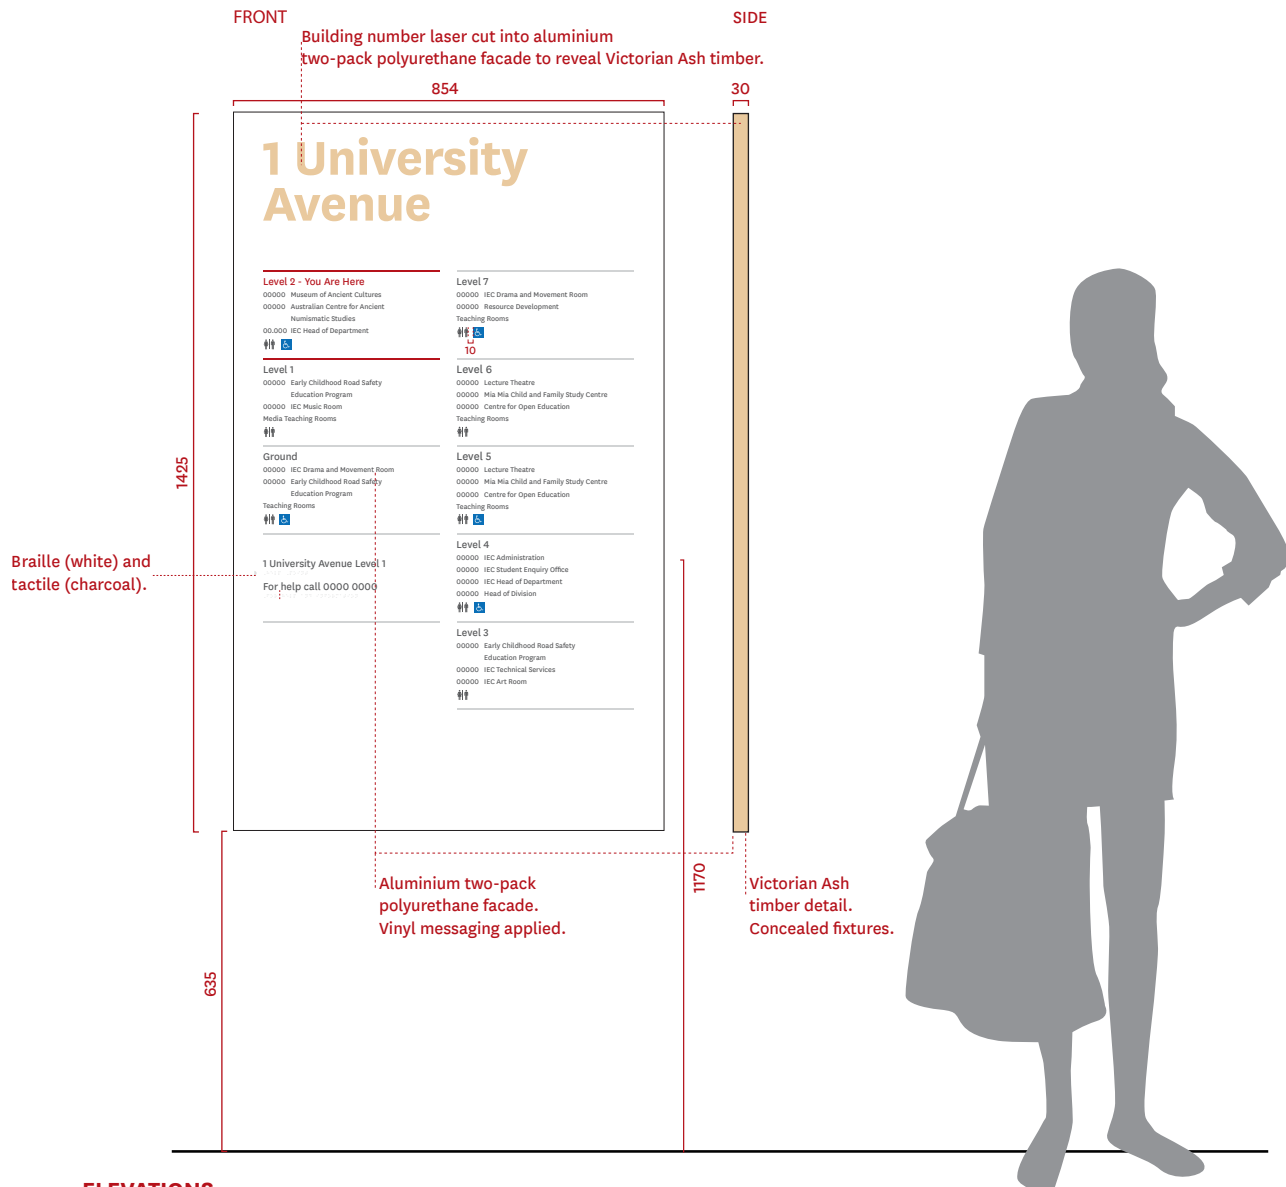 FRONT
SIDE
Building number laser cut into aluminium
two-pack polyurethane facade to reveal Victorian Ash timber.
854
30
1 University
Avenue
Level 2 - You Are Here
00000 Museum of Ancient Cultures
00000 Australian Centre for Ancient
Numismatic Studies
00.000 IEC Head of Department
Level 1
00000 Early Childhood Road Safety
Education Program
00000 IEC Music Room
Media Teaching Rooms
Ground
00000 IEC Drama and Movement Room
00000 Early Childhood Road Safety
Education Program
Teaching Rooms
1 University Avenue Level 1
For help call 0000 0000
Level 7
00000 IEC Drama and Movement Room
00000 Resource Development
Teaching Rooms
10
Level 6
00000 Lecture Theatre
00000 Mia Mia Child and Family Study Centre
00000 Centre for Open Education
Teaching Rooms
Level 5
00000 Lecture Theatre
00000 Mia Mia Child and Family Study Centre
00000 Centre for Open Education
Teaching Rooms
Level 4
00000 IEC Administration
00000 IEC Student Enquiry Office
00000 IEC Head of Department
00000 Head of Division
Level 3
00000 Early Childhood Road Safety
Education Program
00000 IEC Technical Services
00000 IEC Art Room
1425
Braille (white) and
tactile (charcoal).
Aluminium two-pack
polyurethane facade.
Vinyl messaging applied.
1170
Victorian Ash
timber detail.
Concealed fixtures.
635
ELEVATIONS